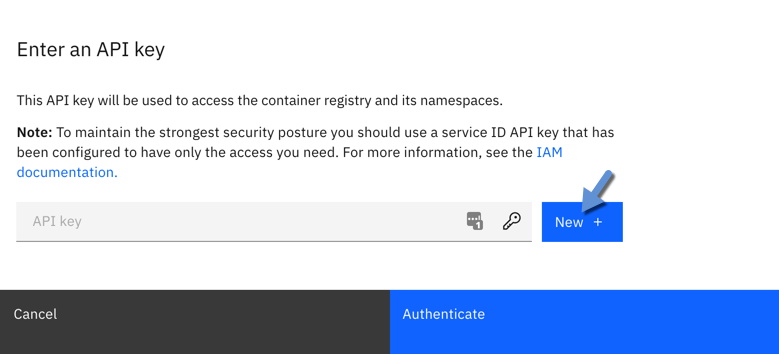 Enter an API key
This API key will be used to access the container registry and its namespaces.
Note: To maintain the strongest security posture you should use a service ID API key that has
been configured to have only the access you need. For more information, see the IAM
documentation.
API key
1
New +
Cancel
Authenticate